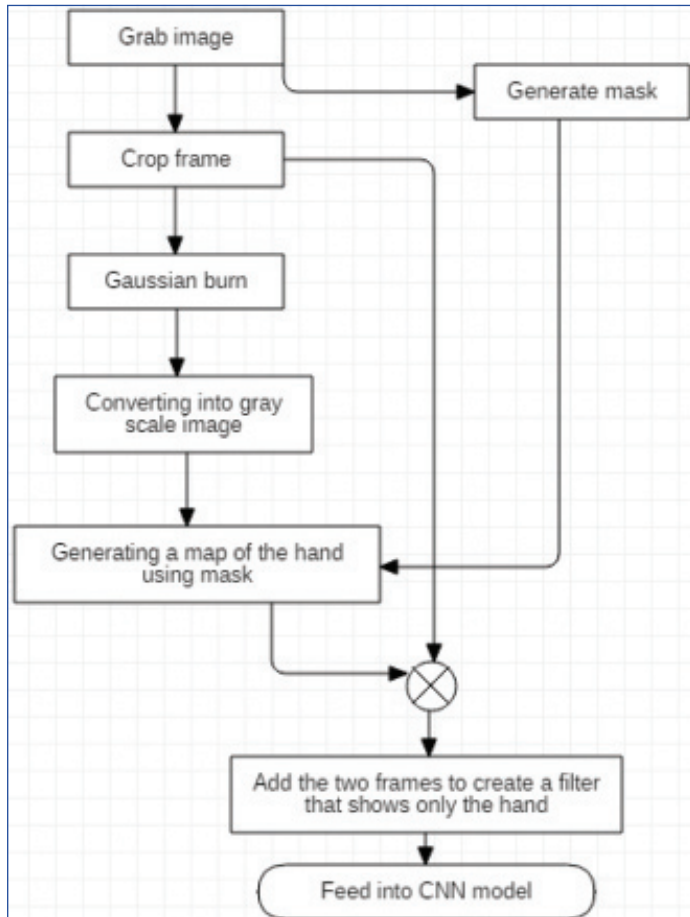 Grab image
Generate mask
Crop frame
Gaussian burn
Converting into gray
scale image
Generating a map of the hand
using mask
Add the two frames to create a filter
that shows only the hand
Feed into CNN model